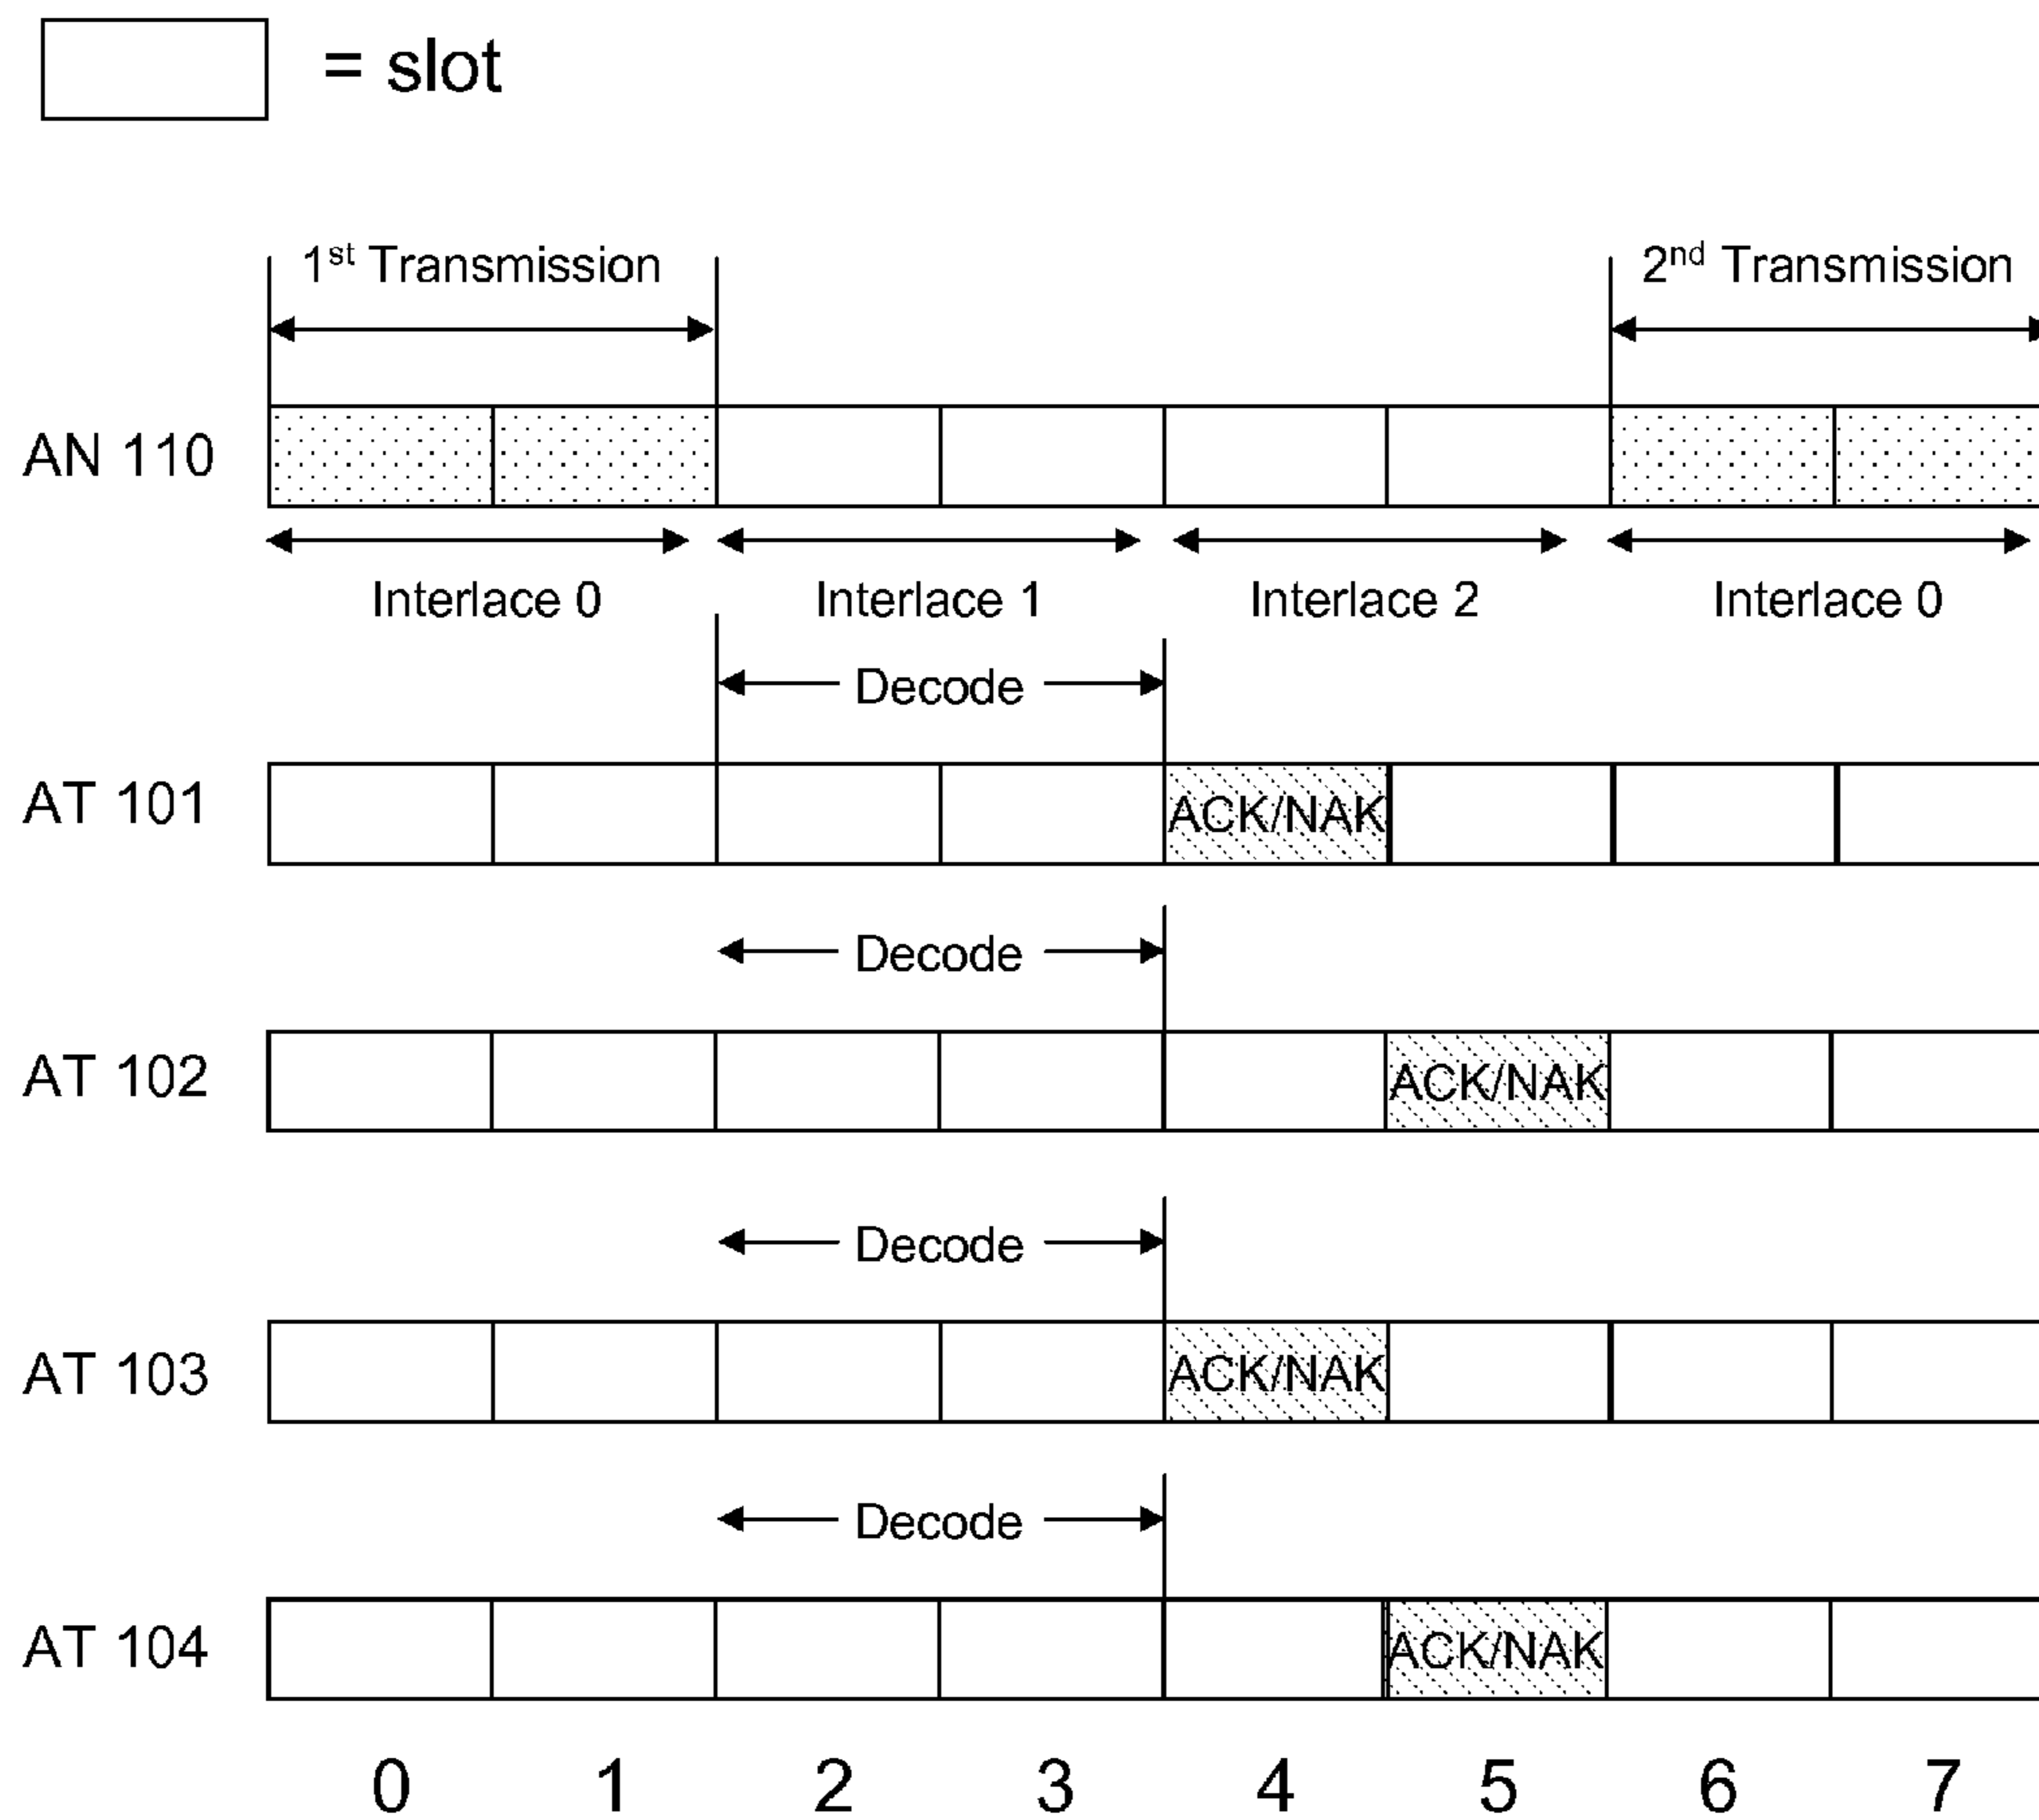 = slot
1st Transmission 2nd Transmission
AN 110
Interlace 0 Interlace 1 Interlace 2 Interlace 0
Decode
AT 101 ACK/NAK
Decode
AT 102 ACK/NAK
Decode
AT 103 ACK/NAK
Decode
AT 104 ACK/NAK
0 1 2 3 4 5 6 7